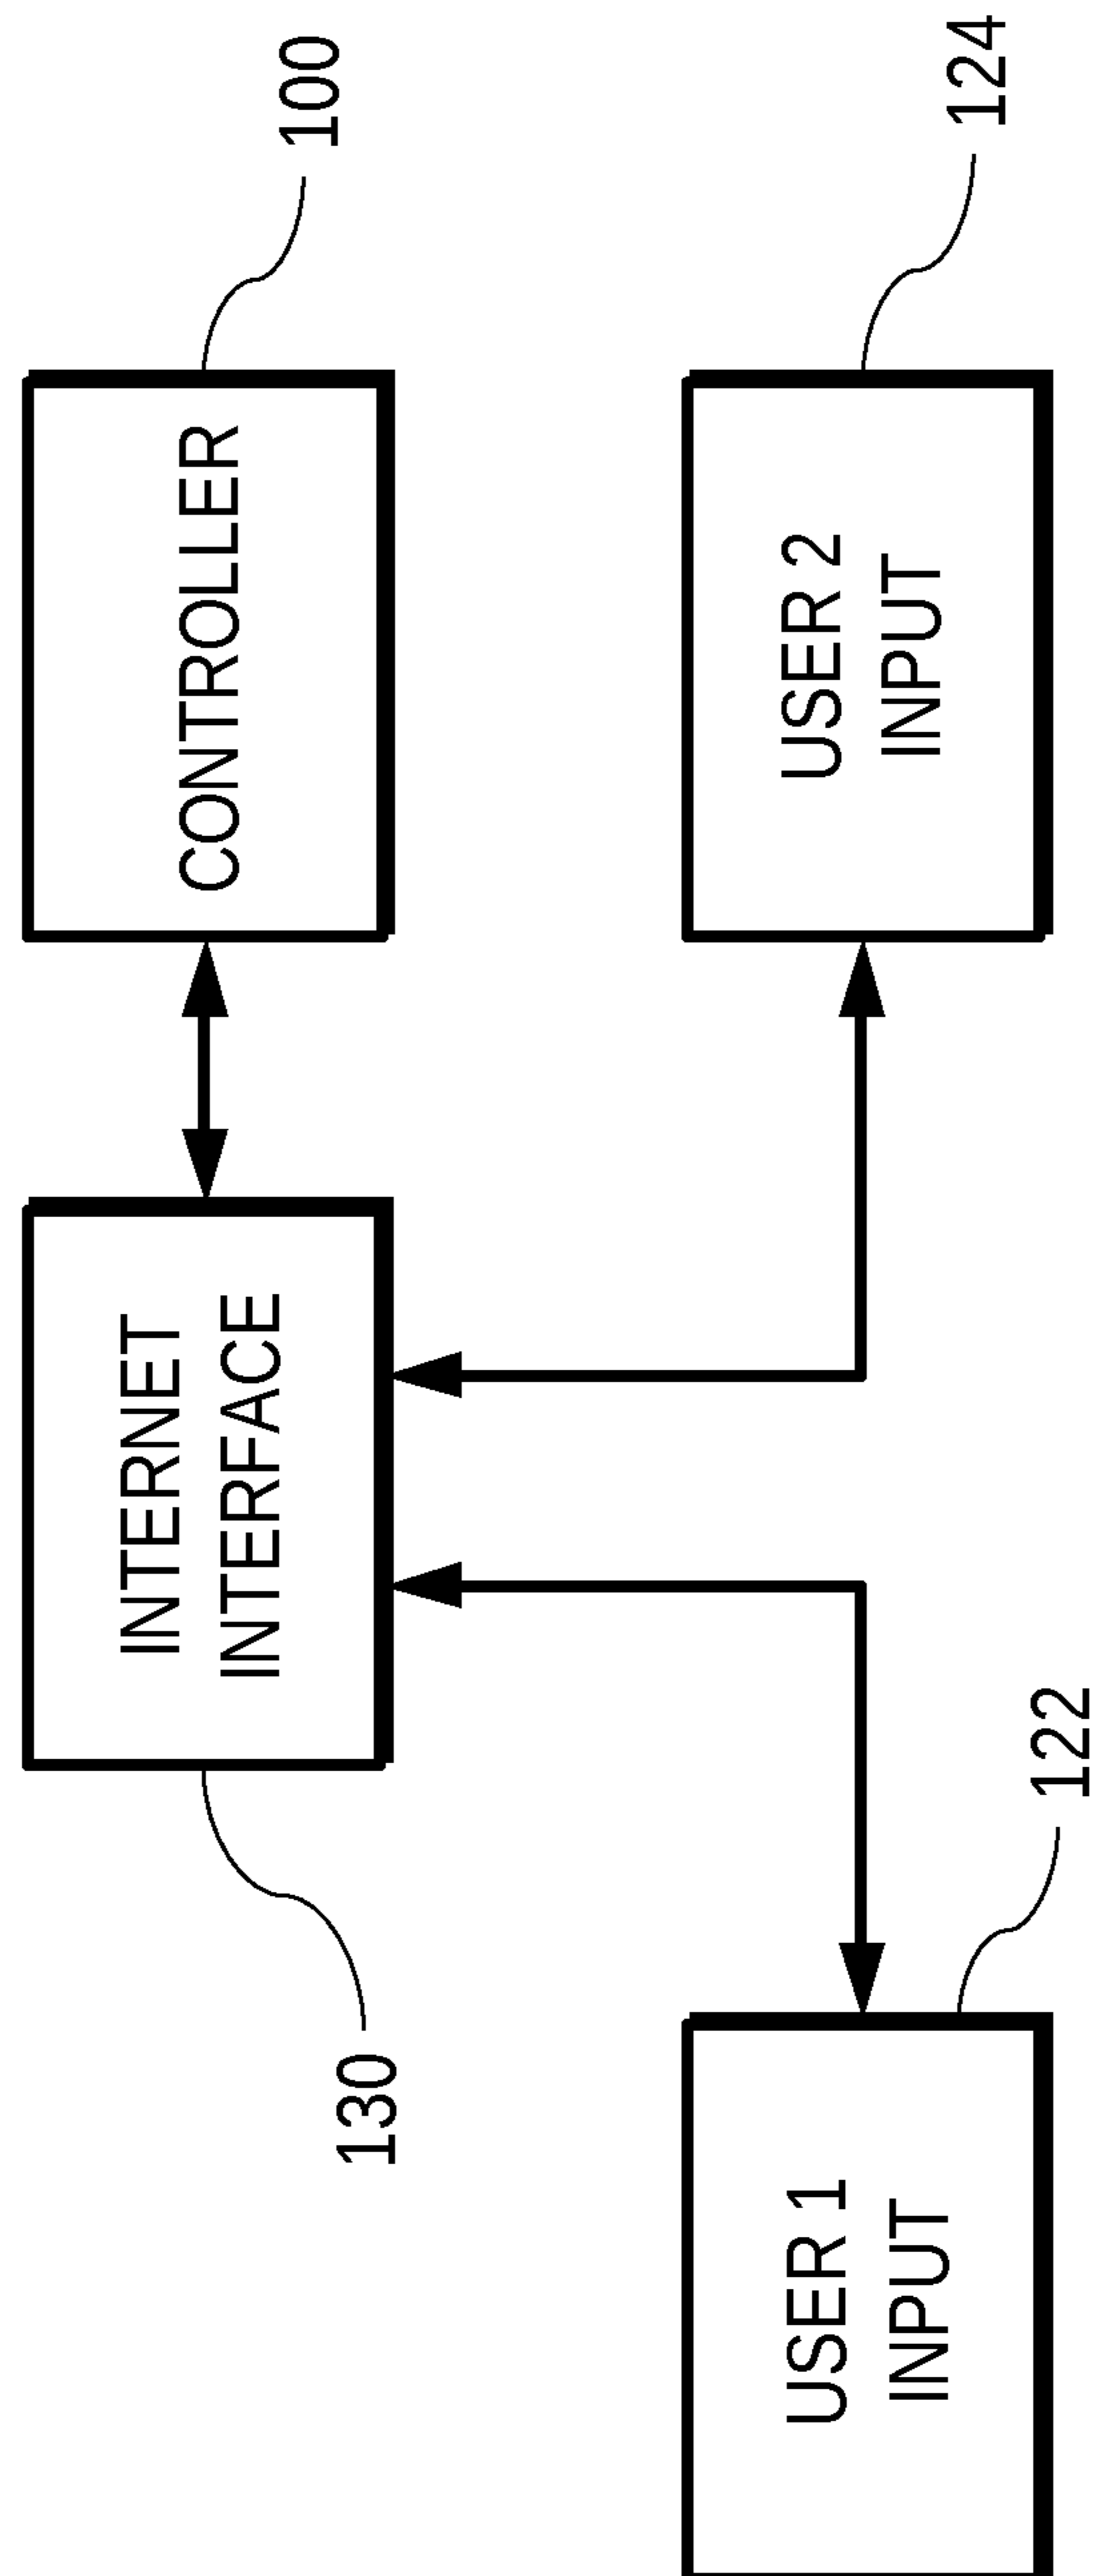 INTERNET
INTERFACE
CONTROLLER
100
130
USER 1
INPUT
122
USER 2
INPUT
124